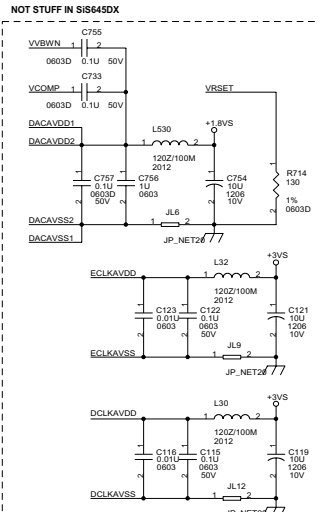 NOT STUFF IN SiS645DX
C755
VVBWN 1 2
0603D 0.1U 50V
C733
VCOMP 1 2
0603D 0.1U 50V
VRSET
DACAVDD1
DACAVDD2
L530
1 2
120Z/100M
2012
+1.8VS
C757
0.1U
0603D
50V
C756
1U
0603
C754
10U
1206
10V
R714
130
1%
0603D
DACAVSS2
DACAVSS1
JL6
1 2
JP_NET20
ECLKAVDD
L32
1 2
120Z/100M
2012
+3VS
C123
0.01U
0603
C122
0.1U
0603
50V
C121
10U
1206
10V
ECLKAVSS
JL9
1 2
JP_NET20
DCLKAVDD
L30
1 2
120Z/100M
2012
+3VS
C116
0.01U
0603
C115
0.1U
0603
50V
C119
10U
1206
10V
DCLKAVSS
JL12
1 2
JP_NET20